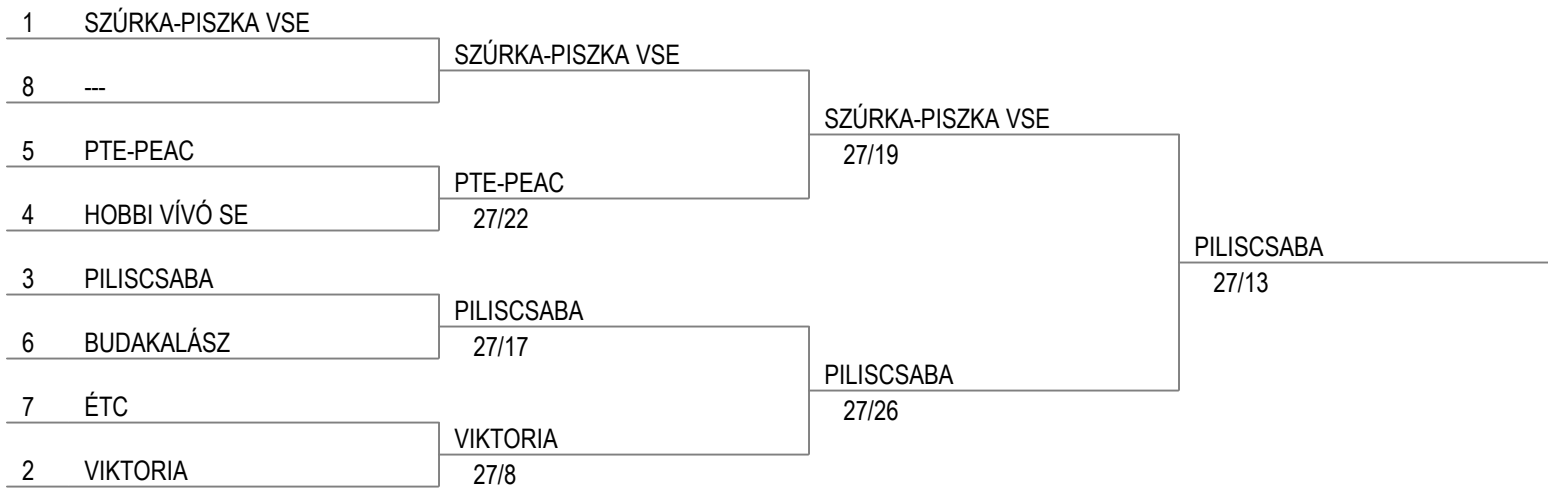 1 SZÚRKA-PISZKA VSE
SZÚRKA-PISZKA VSE
8 ---
SZÚRKA-PISZKA VSE
27/19
5 PTE-PEAC
PTE-PEAC
27/22
4 HOBBI VÍVÓ SE
PILISCSABA
27/13
3 PILISCSABA
PILISCSABA
27/17
6 BUDAKALÁSZ
PILISCSABA
27/26
7 ÉTC
VIKTORIA
27/8
2 VIKTORIA